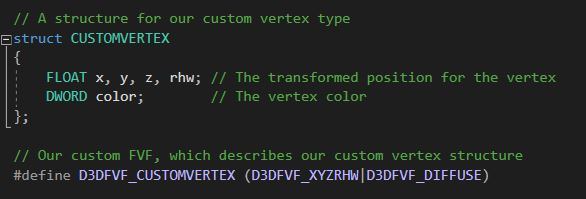 // A structure for our custom vertex type
struct CUSTOMVERTEX
{
    FLOAT x, y, z, rhw; // The transformed position for the vertex
    DWORD color;        // The vertex color
};

// Our custom FVF, which describes our custom vertex structure
#define D3DFVF_CUSTOMVERTEX (D3DFVF_XYZRHW|D3DFVF_DIFFUSE)